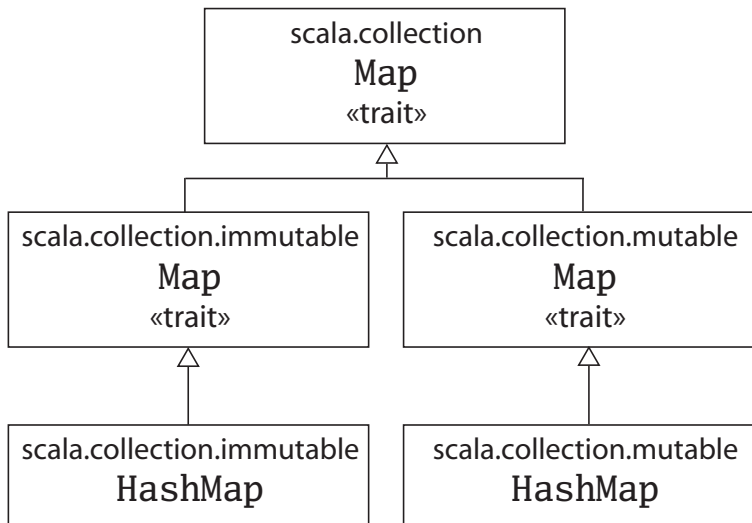 scala.collection
Map
«trait»
scala.collection.immutable
Map
«trait»
scala.collection.mutable
Map
«trait»
scala.collection.immutable
HashMap
scala.collection.mutable
HashMap